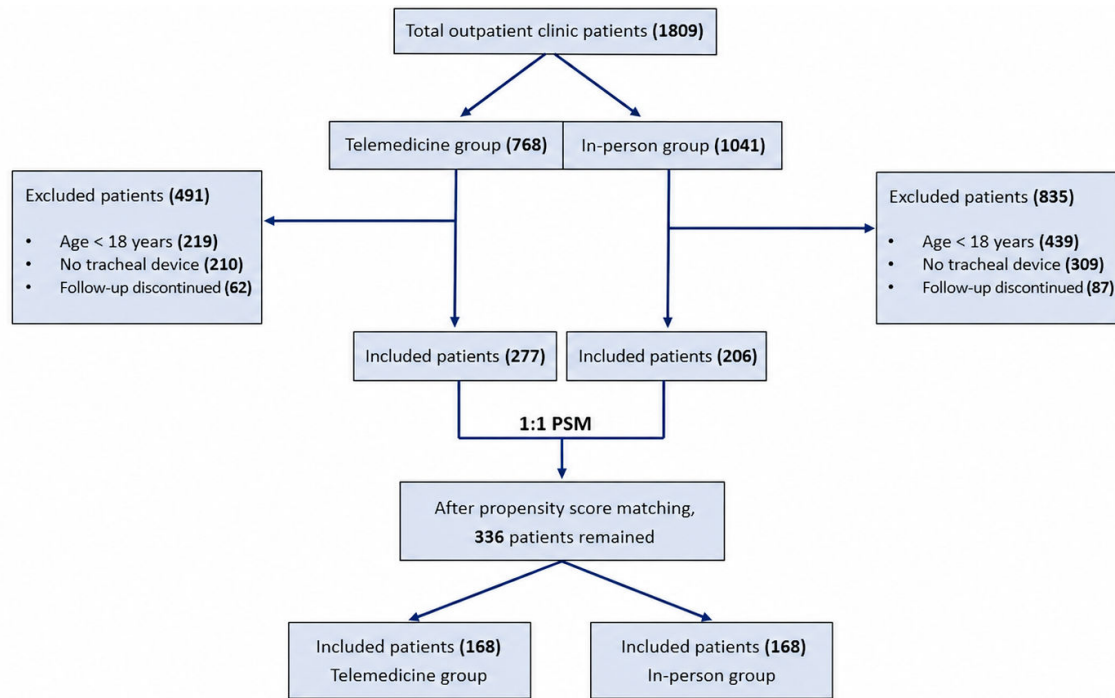 Total outpatient clinic patients (1809)
Telemedicine group (768)
In-person group (1041)
Excluded patients (491)
• Age < 18 years (219)
• No tracheal device (210)
• Follow-up discontinued (62)
Excluded patients (835)
• Age < 18 years (439)
• No tracheal device (309)
• Follow-up discontinued (87)
Included patients (277)
Included patients (206)
1:1 PSM
After propensity score matching,
336 patients remained
Included patients (168)
Telemedicine group
Included patients (168)
In-person group